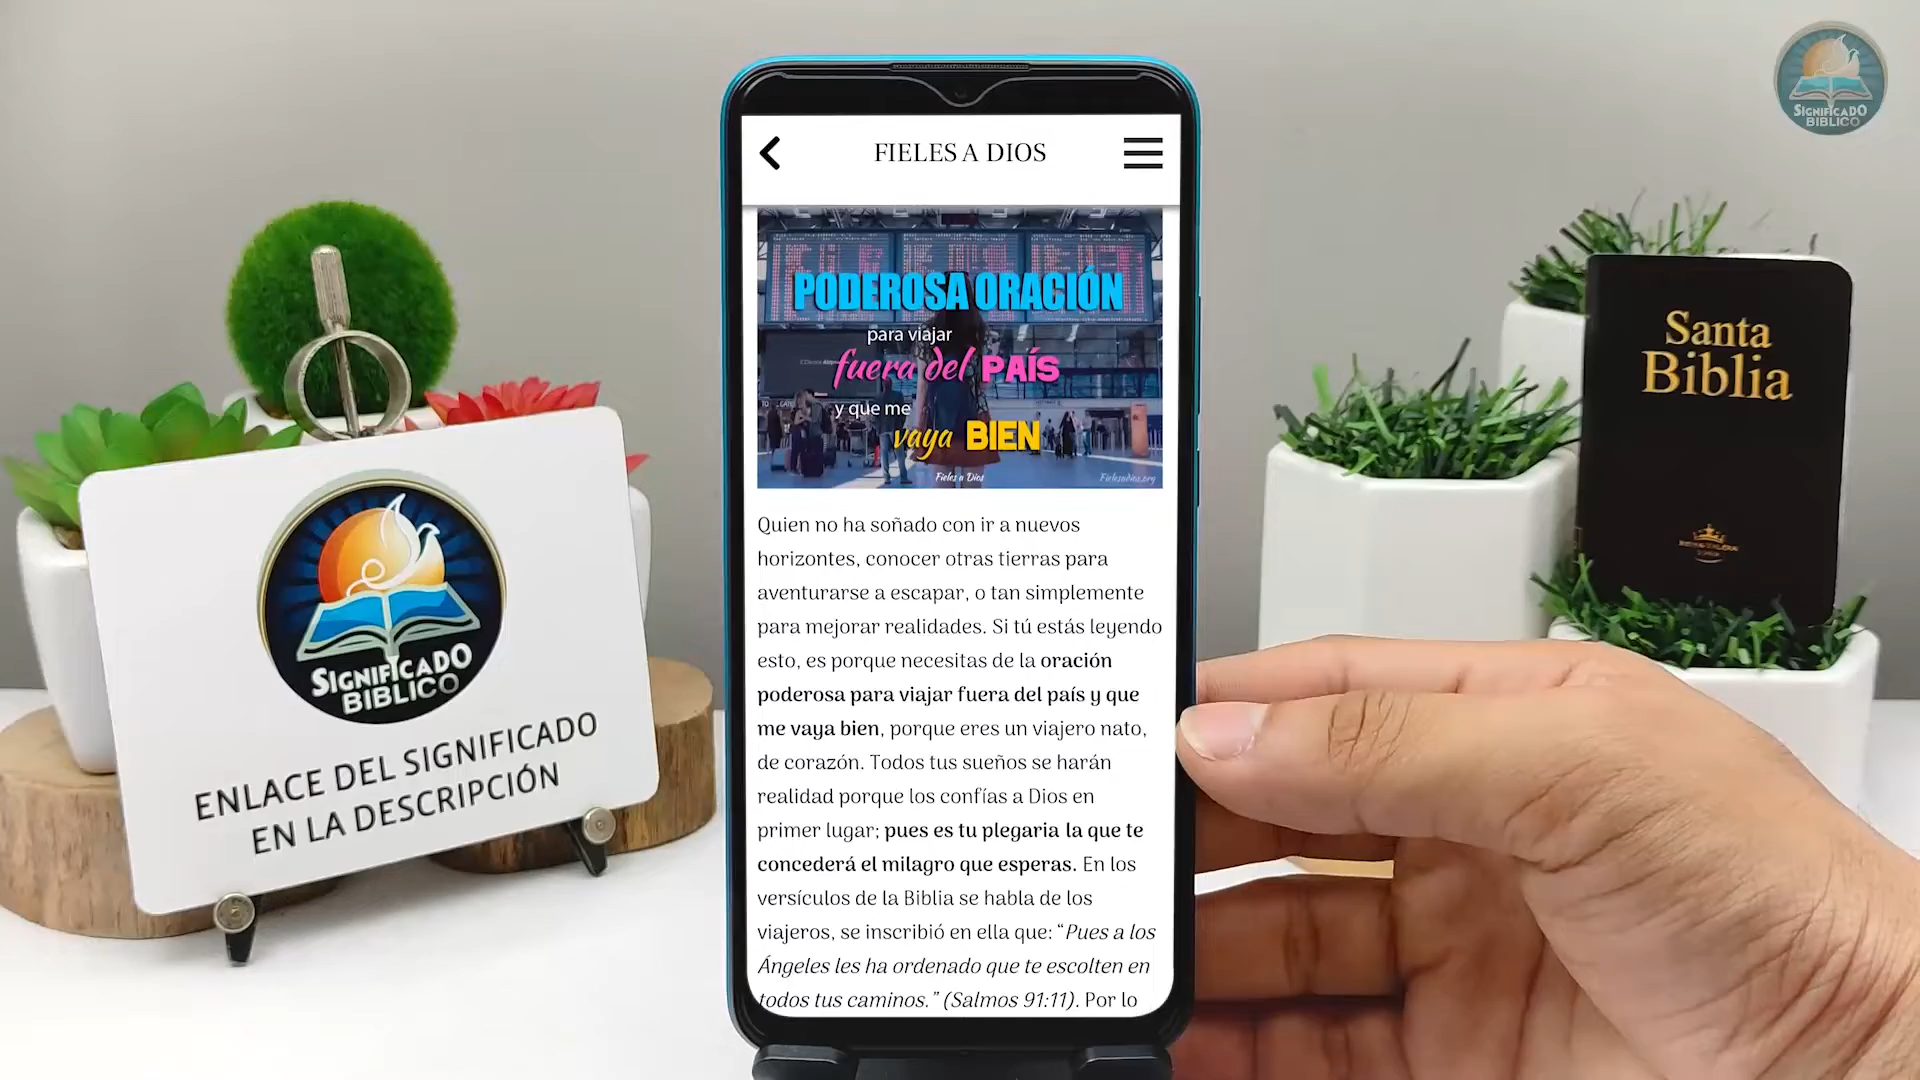 SIGNIFICADO
BIBLICO
FIELES A DIOS
PODEROSA ORACIÓN
para viajar
fuera del PAÍS
y que me
vaya BIEN
Fieles a Dios
Fielesadios.org
Quien no ha soñado con ir a nuevos
horizontes, conocer otras tierras para
aventurarse a escapar, o tan simplemente
para mejorar realidades. Si tú estás leyendo
esto, es porque necesitas de la oración
poderosa para viajar fuera del país y que
me vaya bien, porque eres un viajero nato,
de corazón. Todos tus sueños se harán
realidad porque los confías a Dios en
primer lugar; pues es tu plegaria la que te
concederá el milagro que esperas. En los
versículos de la Biblia se habla de los
viajeros, se inscribió en ella que: “Pues a los
Ángeles les ha ordenado que te escolten en
todos tus caminos.” (Salmos 91:11). Por lo
SIGNIFICADO
BIBLICO
ENLACE DEL SIGNIFICADO
EN LA DESCRIPCIÓN
Santa
Biblia